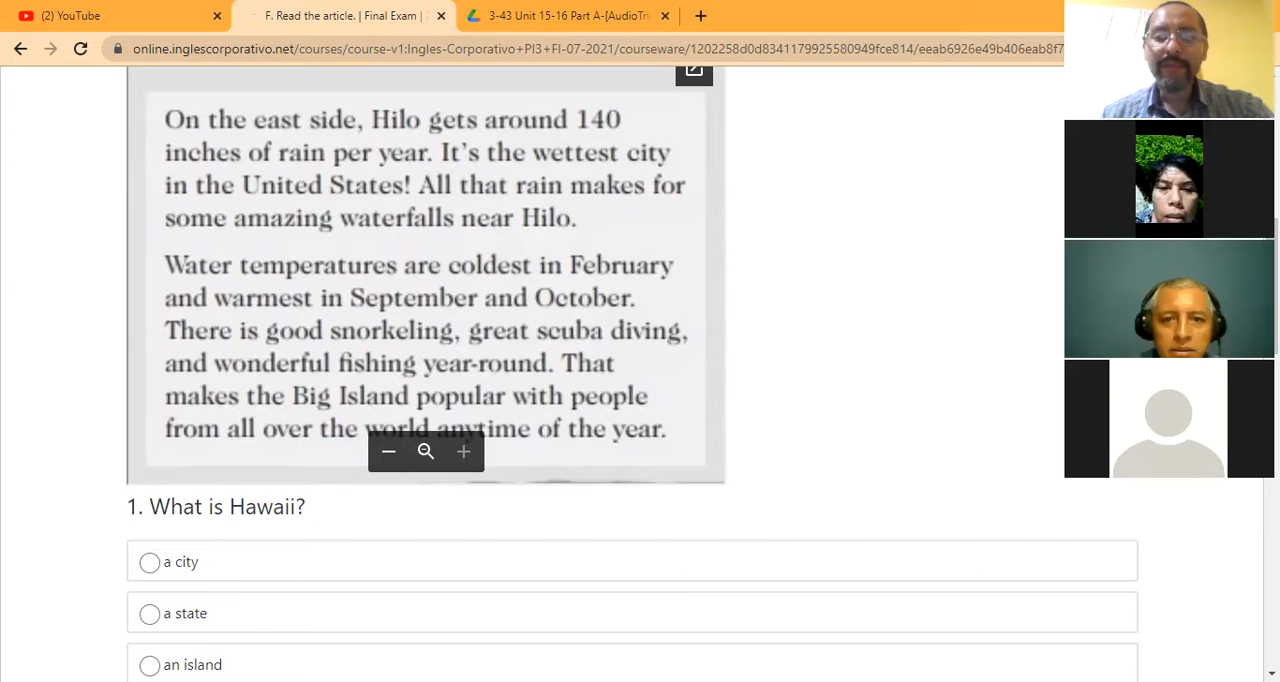 (2) YouTube
F. Read the article. | Final Exam |
3-43 Unit 15-16 Part A-[AudioTri
online.inglescorporativo.net/courses/course-v1:Ingles-Corporativo+PI3+FI-07-2021/courseware/1202258d0d8341179925580949fce814/eeab6926e49b406eab8f7
On the east side, Hilo gets around 140
inches of rain per year. It's the wettest city
in the United States! All that rain makes for
some amazing waterfalls near Hilo.
Water temperatures are coldest in February
and warmest in September and October.
There is good snorkeling, great scuba diving,
and wonderful fishing year-round. That
makes the Big Island popular with people
from all over the world anytime of the year.
1. What is Hawaii?
a city
a state
an island